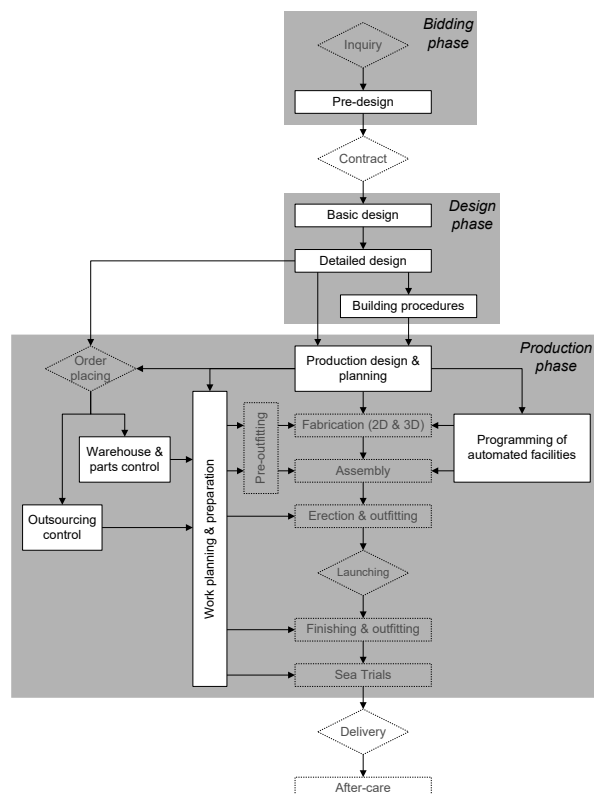 Bidding
phase
Inquiry
Pre-design
Contract
Design
phase
Basic design
Detailed design
Building procedures
Production
phase
Order
placing
Production design &
planning
Fabrication (2D & 3D)
Pre-outfitting
Programming of
automated facilities
Warehouse &
parts control
Assembly
Work planning & preparation
Outsourcing
control
Erection & outfitting
Launching
Finishing & outfitting
Sea Trials
Delivery
After-care